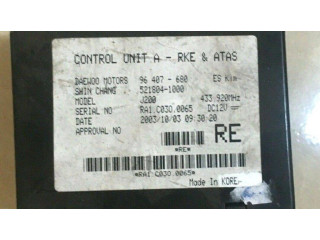 CONTROL UNIT A - RKE & ATAS
DAEWOO MOTORS 96 407 - 680 ES Kim
SWIN CHANG 521804-1000
MODEL J200 433.920MHz
SERIAL NO RA1.C030.0065 DC12V
DATE 2003/10/03 09:30:20
APPROVAL NO
RE
*RE*
*RA1.C030.0065*
Made In KOREA